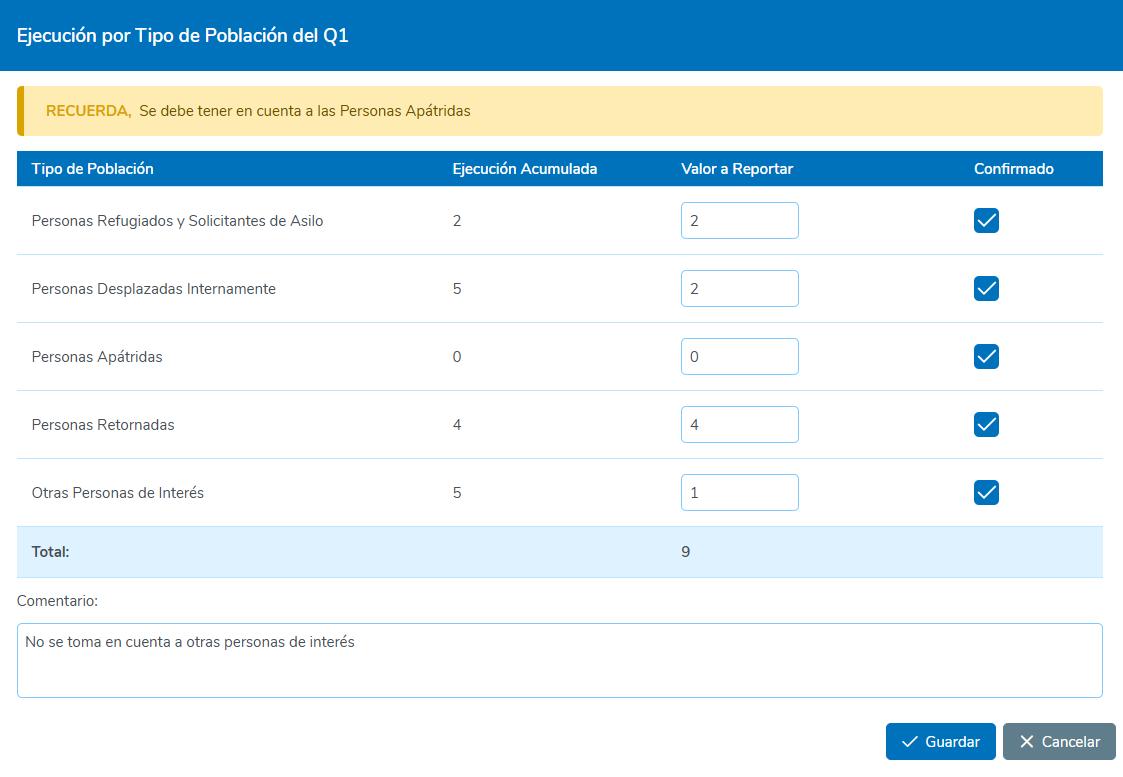 Ejecución por Tipo de Población del Q1
RECUERDA, Se debe tener en cuenta a las Personas Apátridas
Tipo de Población Ejecución Acumulada Valor a Reportar Confirmado
Personas Refugiados y Solicitantes de Asilo 2 2
Personas Desplazadas Internamente 5 2
Personas Apátridas 0 0
Personas Retornadas 4 4
Otras Personas de Interés 5 1
Total: 9
Comentario:
No se toma en cuenta a otras personas de interés
Guardar Cancelar